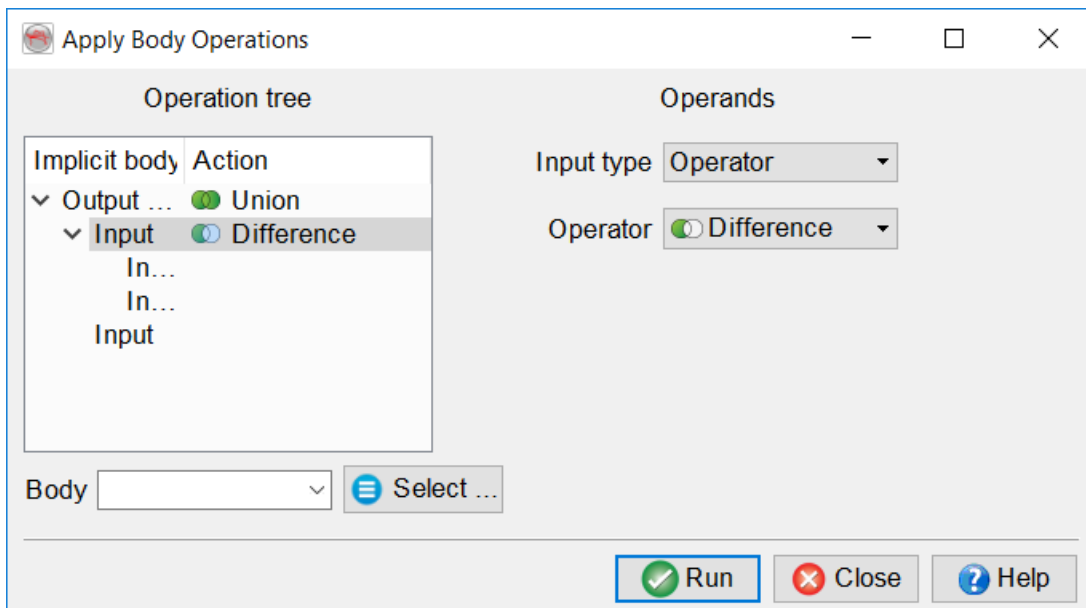 Apply Body Operations
Operation tree
Operands
Implicit body Action
Output ... Union
Input Difference
In...
In...
Input
Input type Operator
Operator Difference
Body Select ...
Run Close Help